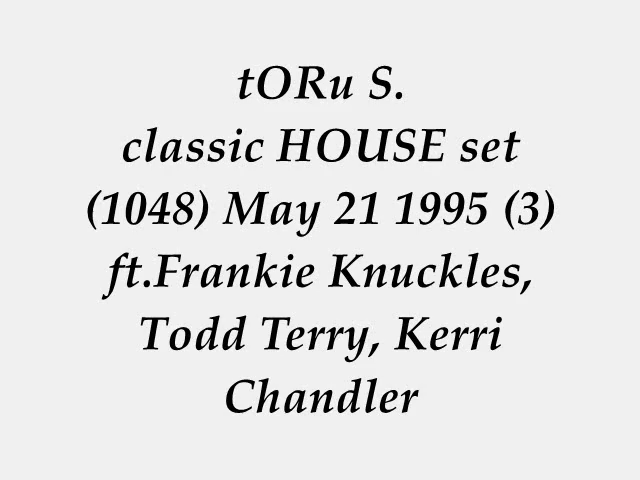 tORu S.
classic HOUSE set
(1048) May 21 1995 (3)
ft.Frankie Knuckles,
Todd Terry, Kerri
Chandler